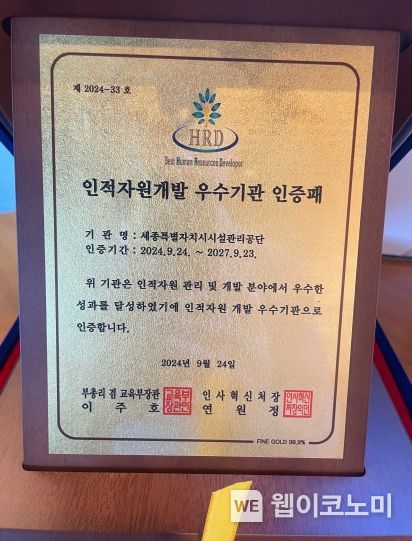 제 2024-33 호
HRD
Best Human Resources Developer
인적자원개발 우수기관 인증패
기 관 명 : 세종특별자치시시설관리공단
인증기간 : 2024.9.24. ~ 2027.9.23.
위 기관은 인적자원 관리 및 개발 분야에서 우수한
성과를 달성하였기에 인적자원 개발 우수기관으로
인증합니다.
2024년 9월 24일
부총리 겸 교육부장관 교육부 인사혁신처장 인사혁신
이 주 호 장관인 연 원 정 처장의인
FINE GOLD 99.9%
WE 웹이코노미